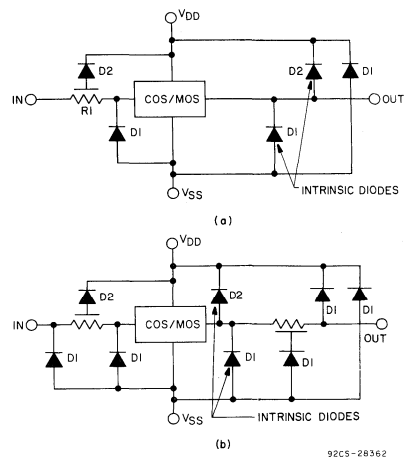 VDD
D2
D2
D1
IN
COS/MOS
OUT
R1
D1
D1
INTRINSIC DIODES
VSS
(a)
VDD
D2
D2
D1
D1
IN
COS/MOS
OUT
D1
D1
D1
D1
INTRINSIC DIODES
VSS
(b)
92CS-28362